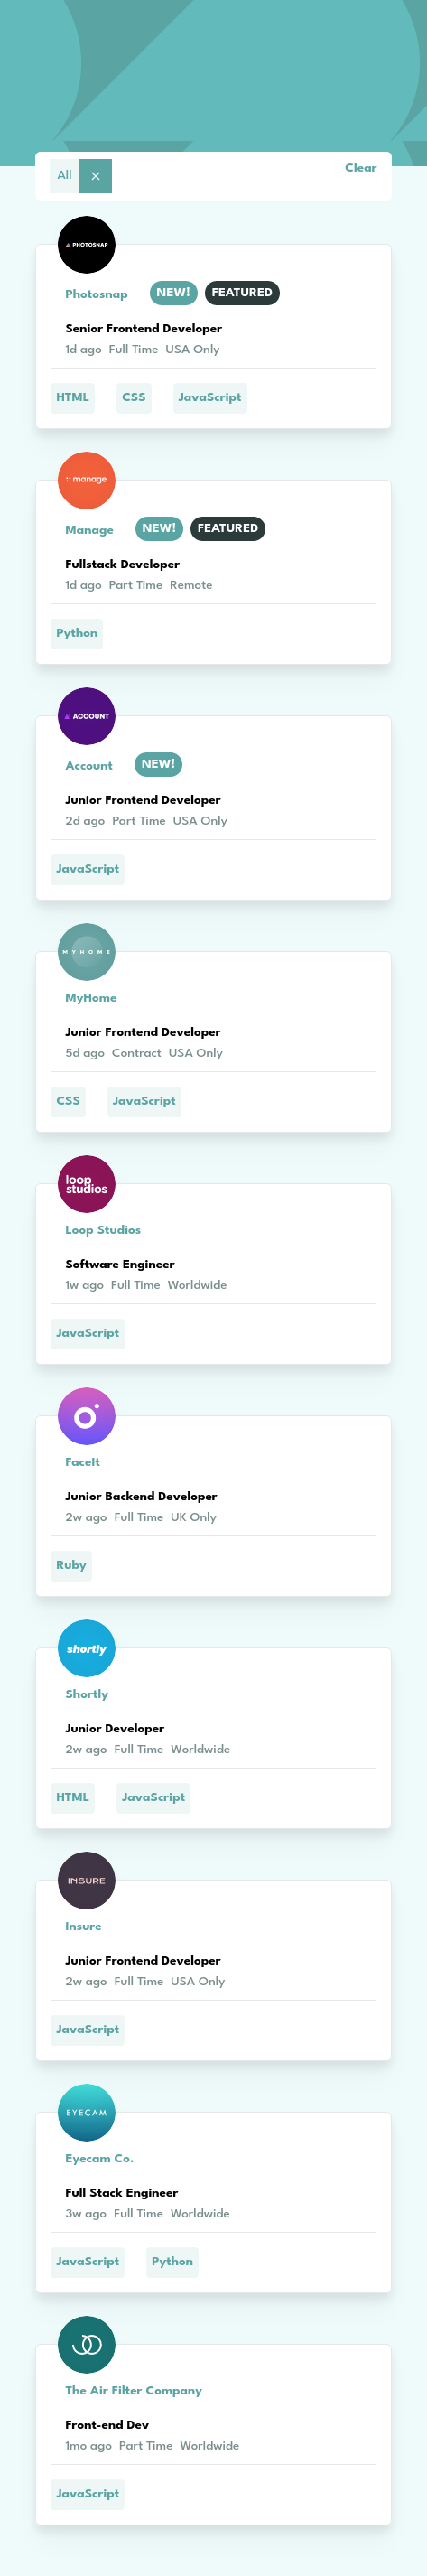 All ×
Clear
PHOTOSNAP
Photosnap NEW! FEATURED
Senior Frontend Developer
1d ago Full Time USA Only
HTML CSS JavaScript
manage
Manage NEW! FEATURED
Fullstack Developer
1d ago Part Time Remote
Python
ACCOUNT
Account NEW!
Junior Frontend Developer
2d ago Part Time USA Only
JavaScript
MYHOME
MyHome
Junior Frontend Developer
5d ago Contract USA Only
CSS JavaScript
loop
studios
Loop Studios
Software Engineer
1w ago Full Time Worldwide
JavaScript
FaceIt
Junior Backend Developer
2w ago Full Time UK Only
Ruby
shortly
Shortly
Junior Developer
2w ago Full Time Worldwide
HTML JavaScript
INSURE
Insure
Junior Frontend Developer
2w ago Full Time USA Only
JavaScript
EYECAM
Eyecam Co.
Full Stack Engineer
3w ago Full Time Worldwide
JavaScript Python
The Air Filter Company
Front-end Dev
1mo ago Part Time Worldwide
JavaScript